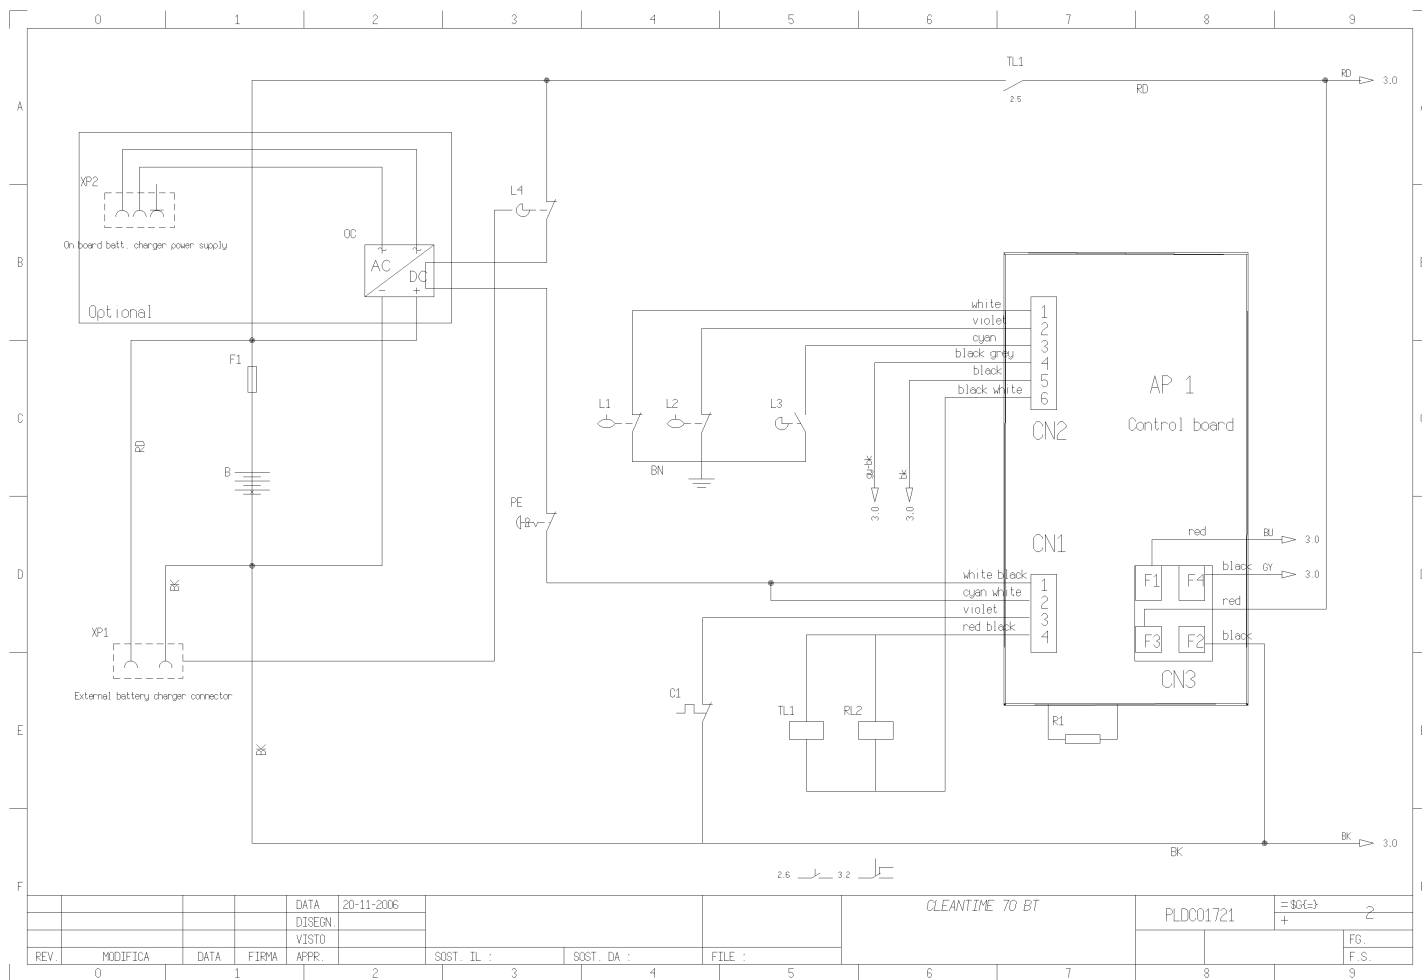 0 1 2 3 4 5 6 7 8 9
A
B
C
D
E
F
TL1
2.5
RD
RD 3.0
XP2
On board batt. charger power supply
Optional
OC
AC
DC
~ ~
- +
L4
F1
RD
B
BK
XP1
External battery charger connector
BK
PE
L1
L2
L3
BN
white
violet
cyan
black grey
black
black white
1
2
3
4
5
6
CN2
AP 1
Control board
gy-bk
bk
3.0
3.0
CN1
white black
cyan white
violet
red black
1
2
3
4
red
BU 3.0
black GY 3.0
red
black
F1 F4
F3 F2
CN3
R1
C1
TL1
RL2
BK
BK 3.0
2.6
3.2
DATA 20-11-2006
DISEGN.
VISTO
REV. MODIFICA DATA FIRMA APPR.
SOST. IL :
SOST. DA :
FILE :
CLEANTIME 70 BT
PLDC01721
=$G{=}
+
2
FG.
F.S.
0 1 2 3 4 5 6 7 8 9